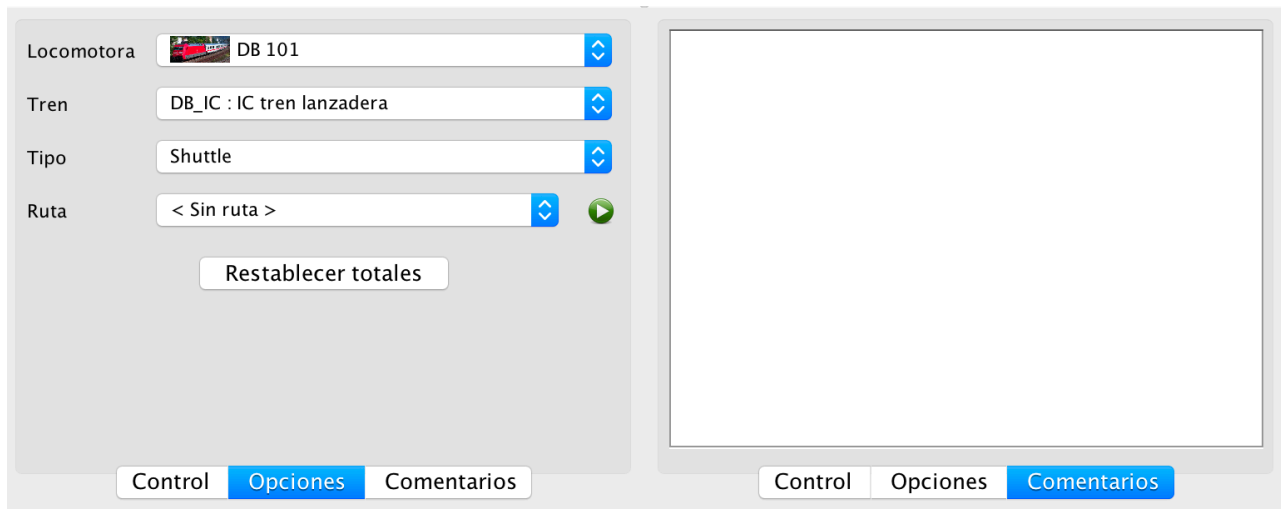 Locomotora DB 101
Tren DB_IC : IC tren lanzadera
Tipo Shuttle
Ruta < Sin ruta >
Restablecer totales
Control Opciones Comentarios
Control Opciones Comentarios